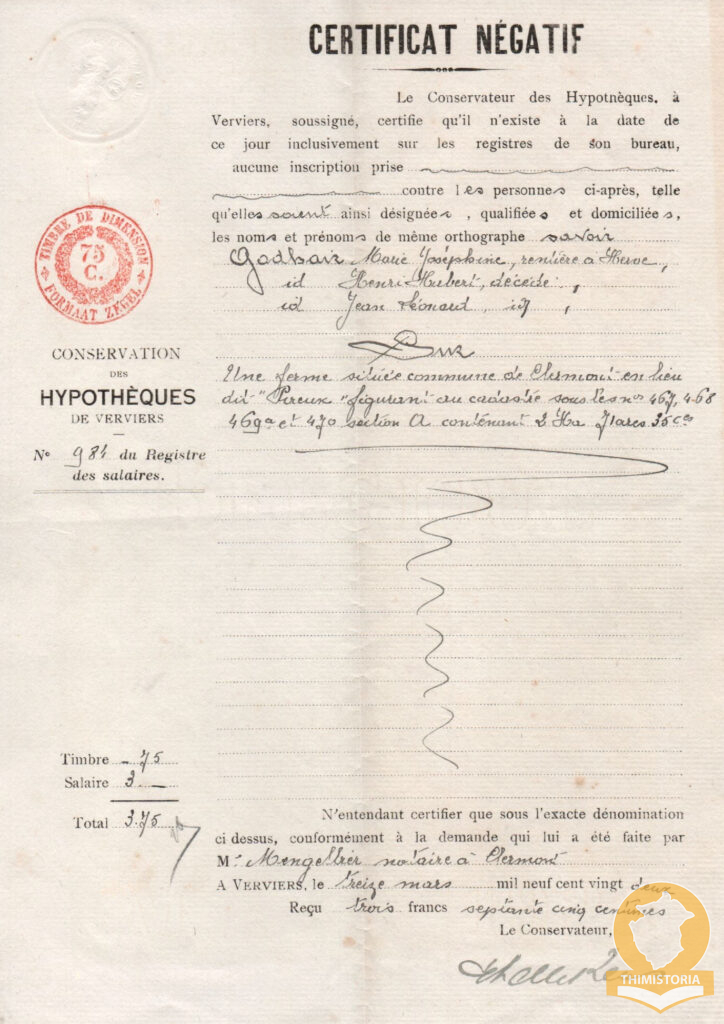 CERTIFICAT NÉGATIF
Le Conservateur des Hypothèques, à
Verviers, soussigné, certifie qu'il n'existe à la date de
ce jour inclusivement sur les registres de son bureau,
aucune inscription prise
contre les personnes ci-après, telle
qu'elles soient ainsi désignées, qualifiées et domiciliées,
les noms et prénoms de même orthographe savoir
Marie Joséphine, rentière à Herve,
id Henri Hubert, décédé,
id Jean Léonard, id,
Sur
Une ferme située commune de Clermont en lieu
dit "Pireux" figurant au cadastre sous les nos 467, 468
469a et 470 section A contenant 2 Ha 71 ares 35 ces
TIMBRE DE DIMENSION
75
C.
FORMAAT ZEGEL
CONSERVATION
DES
HYPOTHÈQUES
DE VERVIERS
No 984 du Registre
des salaires.
Timbre - 75
Salaire 3 -
Total 3.75
N'entendant certifier que sous l'exacte dénomination
ci dessus, conformément à la demande qui lui a été faite par
Me notaire à Clermont
A VERVIERS, le treize mars mil neuf cent vingt deux
Reçu trois francs septante cinq centimes
Le Conservateur,
THIMISTORIA